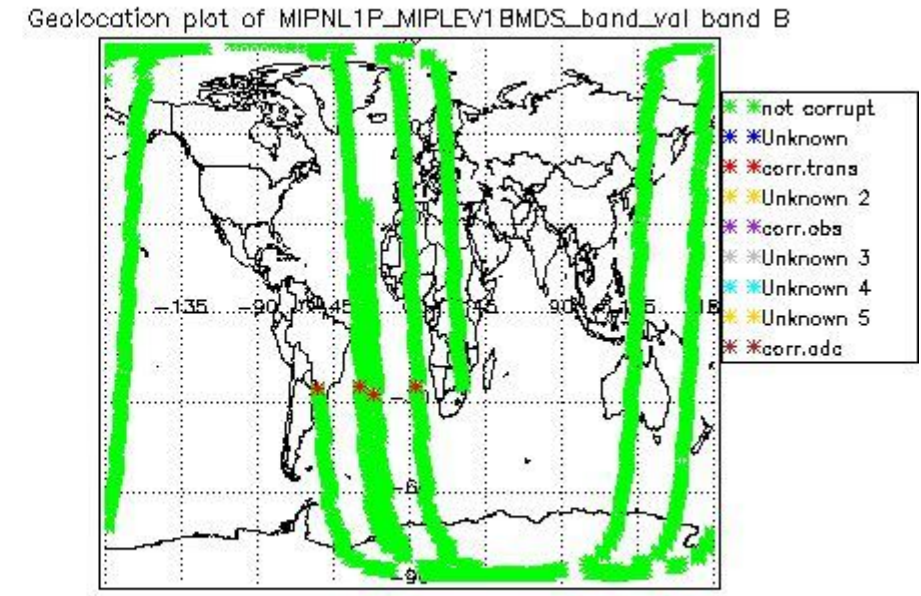 Geolocation plot of MIPNL1P_MIPLEV1BMDS_band_val band B
not corrupt
Unknown
corr.trans
Unknown 2
corr.obs
Unknown 3
Unknown 4
Unknown 5
corr.adc
-135 -90 -45